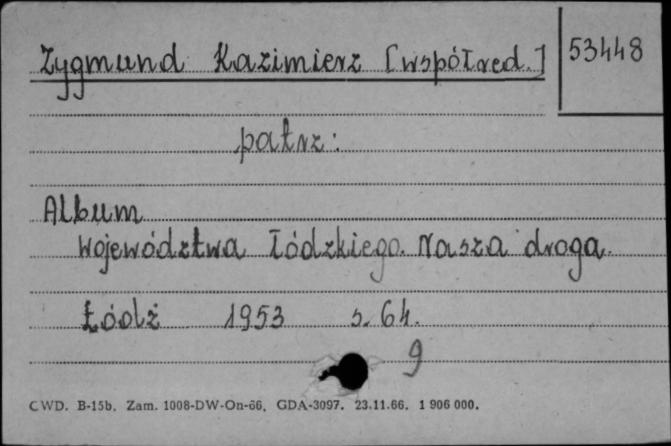 Zygmund Kazimierz [współred.]
53448
patrz:
Album
Województwa Łódzkiego. Nasza droga.
Łódź 1953 s. 64.
9
CWD. B-15b. Zam. 1008-DW-On-66. GDA-3097. 23.11.66. 1 906 000.